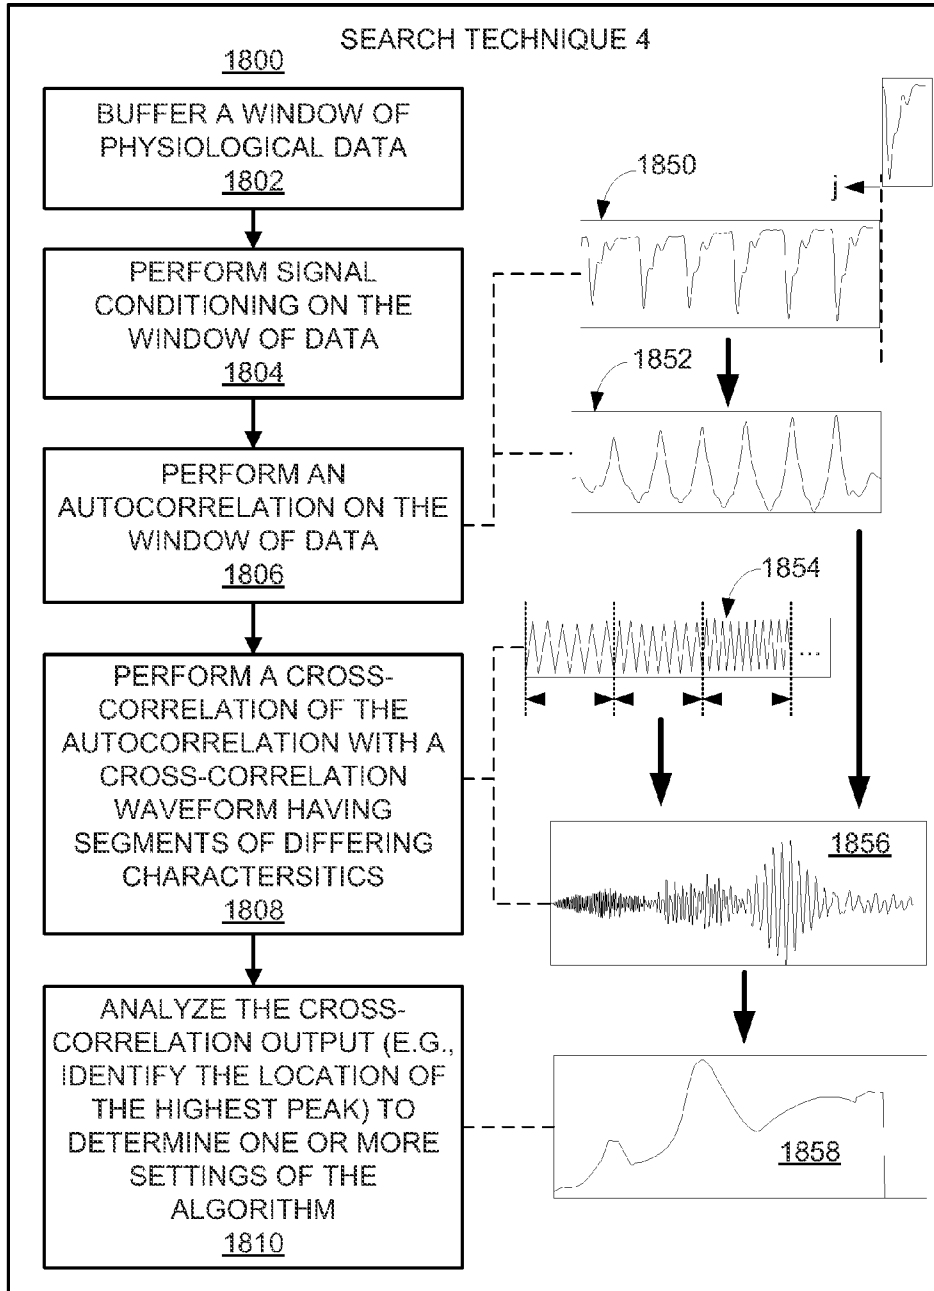 SEARCH TECHNIQUE 4
1800
BUFFER A WINDOW OF
PHYSIOLOGICAL DATA
1802
PERFORM SIGNAL
CONDITIONING ON THE
WINDOW OF DATA
1804
PERFORM AN
AUTOCORRELATION ON THE
WINDOW OF DATA
1806
PERFORM A CROSS-
CORRELATION OF THE
AUTOCORRELATION WITH A
CROSS-CORRELATION
WAVEFORM HAVING
SEGMENTS OF DIFFERING
CHARACTERSITICS
1808
ANALYZE THE CROSS-
CORRELATION OUTPUT (E.G.,
IDENTIFY THE LOCATION OF
THE HIGHEST PEAK) TO
DETERMINE ONE OR MORE
SETTINGS OF THE
ALGORITHM
1810
j
1850
1852
1854
...
1856
1858